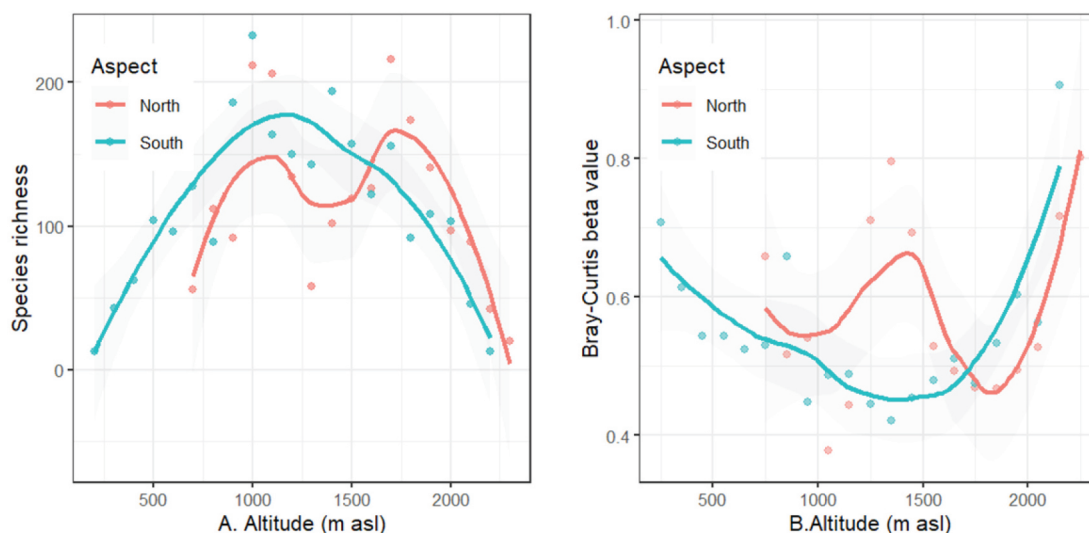 Aspect
North
South
Species richness
200
100
0
500
1000
1500
2000
A. Altitude (m asl)
Aspect
North
South
Bray-Curtis beta value
1.0
0.8
0.6
0.4
500
1000
1500
2000
B.Altitude (m asl)